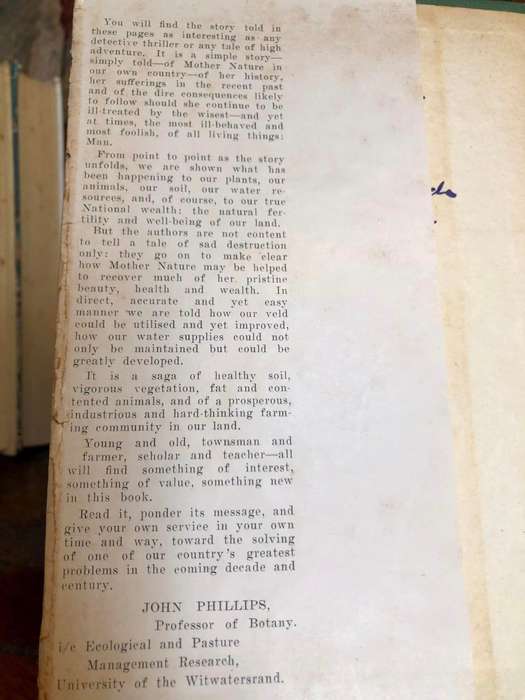 You will find the story told in
these pages as interesting as any
detective thriller or any tale of high
adventure. It is a simple story—
simply told—of Mother Nature in
our own country—of her history,
her sufferings in the recent past
and of the dire consequences likely
to follow should she continue to be
ill-treated by the wisest—and yet
at times, the most ill-behaved and
most foolish, of all living things:
Man.
From point to point as the story
unfolds, we are shown what has
been happening to our plants, our
animals, our soil, our water re-
sources, and, of course, to our true
National wealth: the natural fer-
tility and well-being of our land.
But the authors are not content
to tell a tale of sad destruction
only: they go on to make clear
how Mother Nature may be helped
to recover much of her pristine
beauty, health and wealth. In
direct, accurate and yet easy
manner we are told how our veld
could be utilised and yet improved,
how our water supplies could not
only be maintained but could be
greatly developed.
It is a saga of healthy soil,
vigorous vegetation, fat and con-
tented animals, and of a prosperous,
industrious and hard-thinking farm-
ing community in our land.
Young and old, townsman and
farmer, scholar and teacher—all
will find something of interest,
something of value, something new
in this book.
Read it, ponder its message, and
give your own service in your own
time and way, toward the solving
of one of our country's greatest
problems in the coming decade and
century.
JOHN PHILLIPS,
Professor of Botany.
i/c Ecological and Pasture
Management Research,
University of the Witwatersrand.